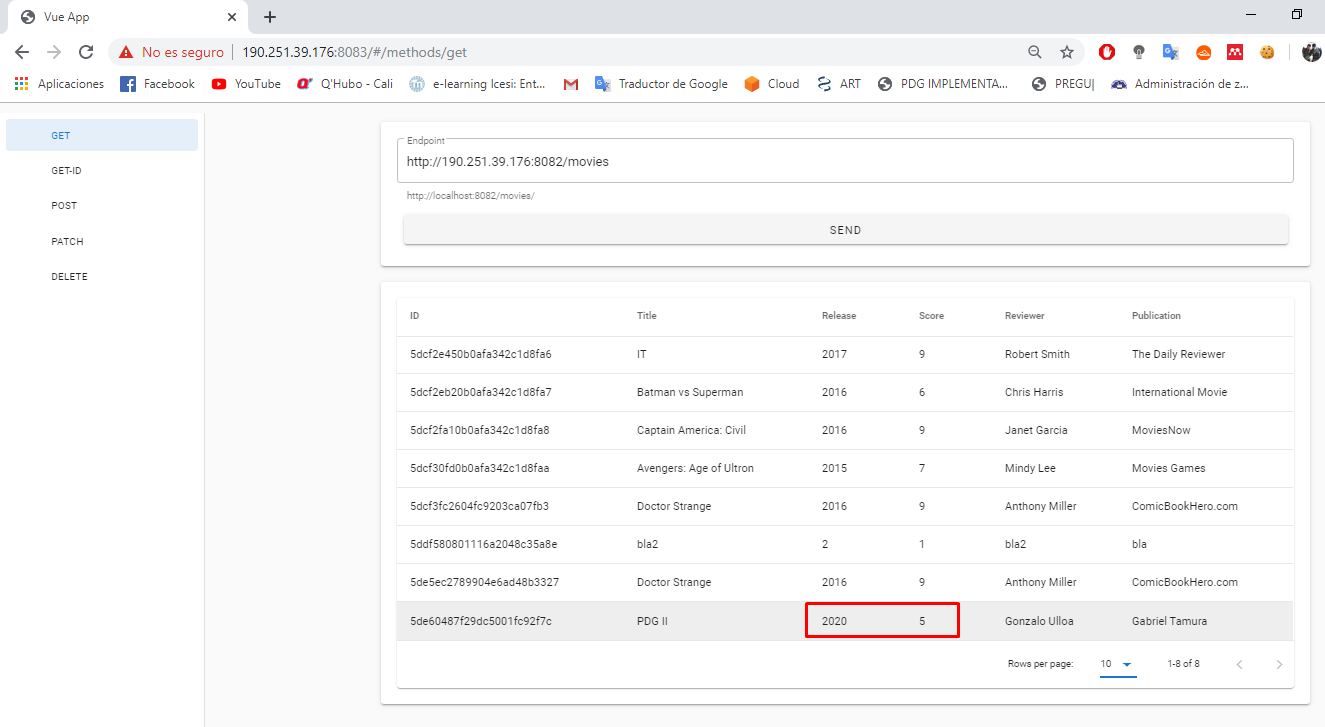 Vue App
No es seguro 190.251.39.176:8083/#/methods/get
Aplicaciones Facebook YouTube Q'Hubo - Cali e-learning Icesi: Ent... Traductor de Google Cloud ART PDG IMPLEMENTA... PREGU| Administración de z...
GET
GET-ID
POST
PATCH
DELETE
Endpoint
http://190.251.39.176:8082/movies
http://localhost:8082/movies/
SEND
ID Title Release Score Reviewer Publication
5dcf2e450b0afa342c1d8fa6 IT 2017 9 Robert Smith The Daily Reviewer
5dcf2eb20b0afa342c1d8fa7 Batman vs Superman 2016 6 Chris Harris International Movie
5dcf2fa10b0afa342c1d8fa8 Captain America: Civil 2016 9 Janet Garcia MoviesNow
5dcf30fd0b0afa342c1d8faa Avengers: Age of Ultron 2015 7 Mindy Lee Movies Games
5dcf3fc2604fc9203ca07fb3 Doctor Strange 2016 9 Anthony Miller ComicBookHero.com
5ddf580801116a2048c35a8e bla2 2 1 bla2 bla
5de5ec2789904e6ad48b3327 Doctor Strange 2016 9 Anthony Miller ComicBookHero.com
5de60487f29dc5001fc92f7c PDG II 2020 5 Gonzalo Ulloa Gabriel Tamura
Rows per page: 10 1-8 of 8